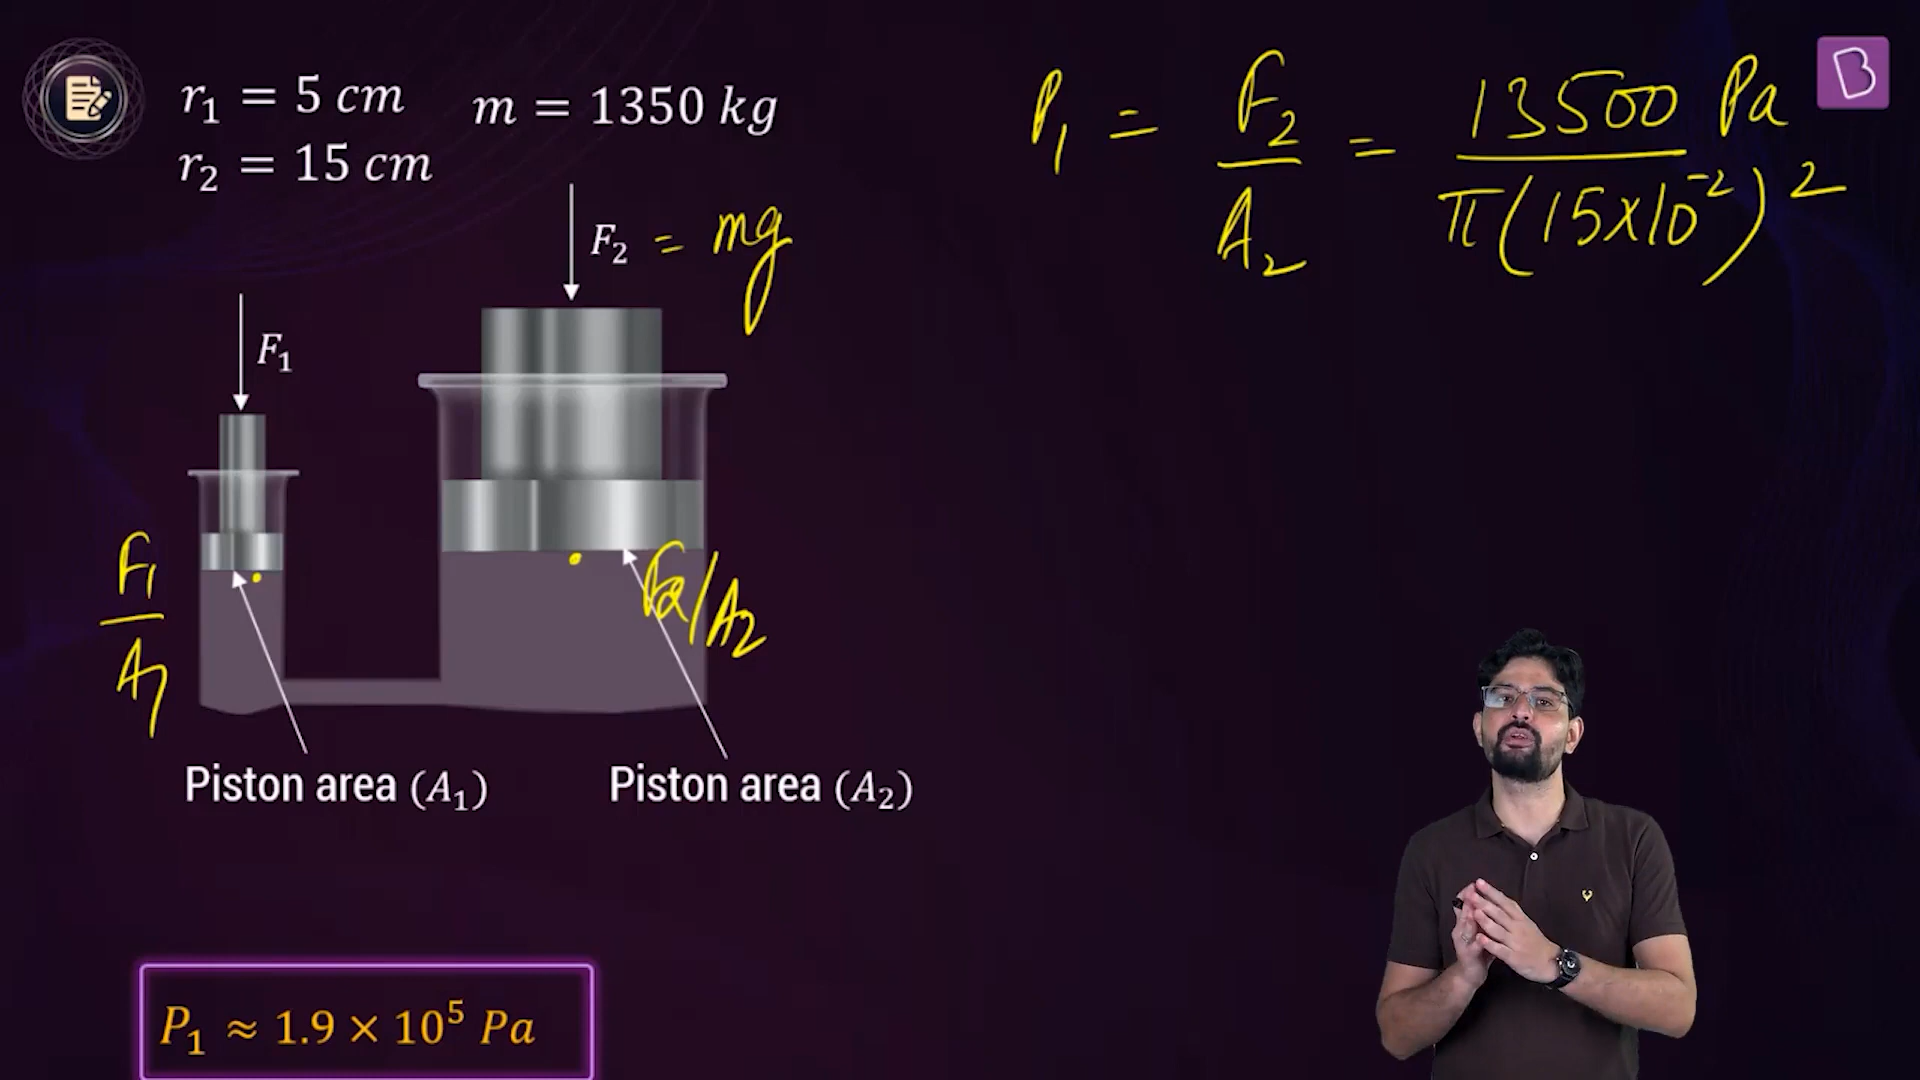 r₁ = 5 cm
r₂ = 15 cm
m = 1350 kg
P₁ = F₂/A₂ = 13500/π(15×10⁻²)² Pa
F₂ = mg
F₁
F₁/A₁
F₂/A₂
Piston area (A₁)
Piston area (A₂)
P₁ ≈ 1.9 × 10⁵ Pa
B